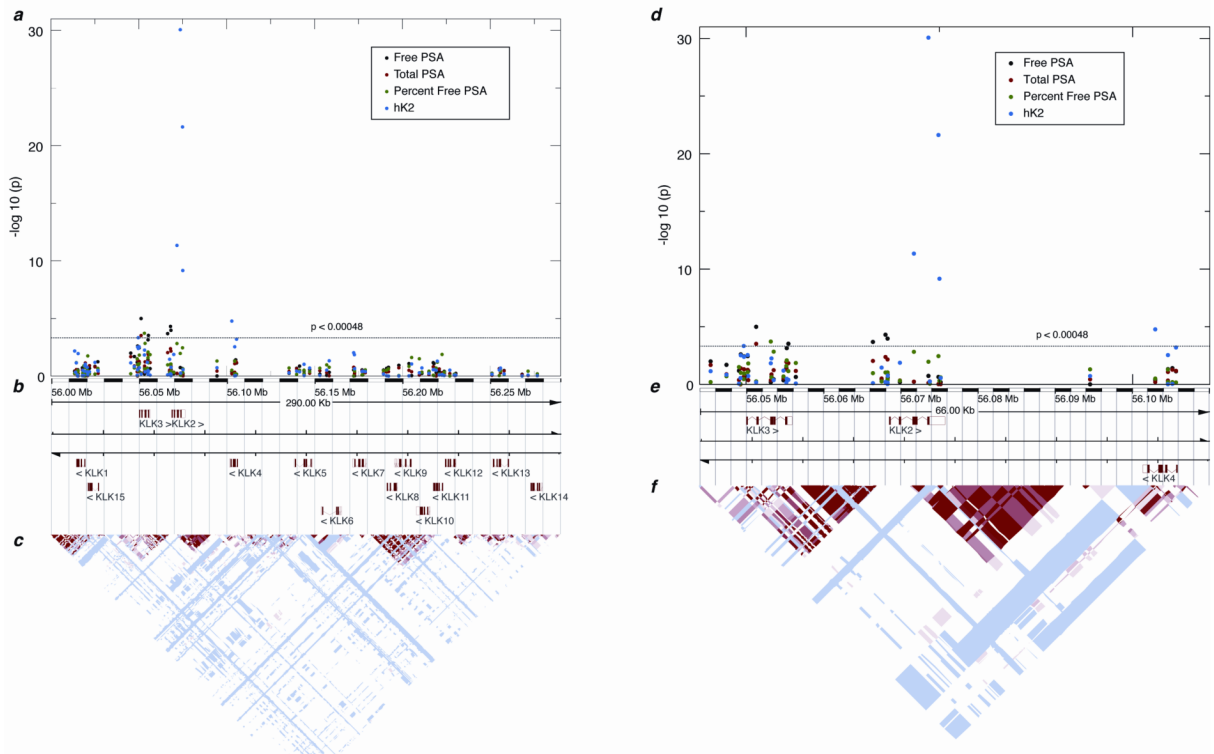 a
30
20
10
0
-log 10 (p)
Free PSA
Total PSA
Percent Free PSA
hK2
p < 0.00048
b
56.00 Mb 56.05 Mb 56.10 Mb 56.15 Mb 56.20 Mb 56.25 Mb
290.00 Kb
KLK3 >KLK2 >
< KLK1 < KLK4 < KLK5 < KLK7 < KLK9 < KLK12 < KLK13
< KLK15 < KLK8 < KLK11 < KLK14
< KLK6 < KLK10
c
d
30
20
10
0
-log 10 (p)
Free PSA
Total PSA
Percent Free PSA
hK2
p < 0.00048
e
56.05 Mb 56.06 Mb 56.07 Mb 56.08 Mb 56.09 Mb 56.10 Mb
66.00 Kb
KLK3 > KLK2 >
< KLK4
f